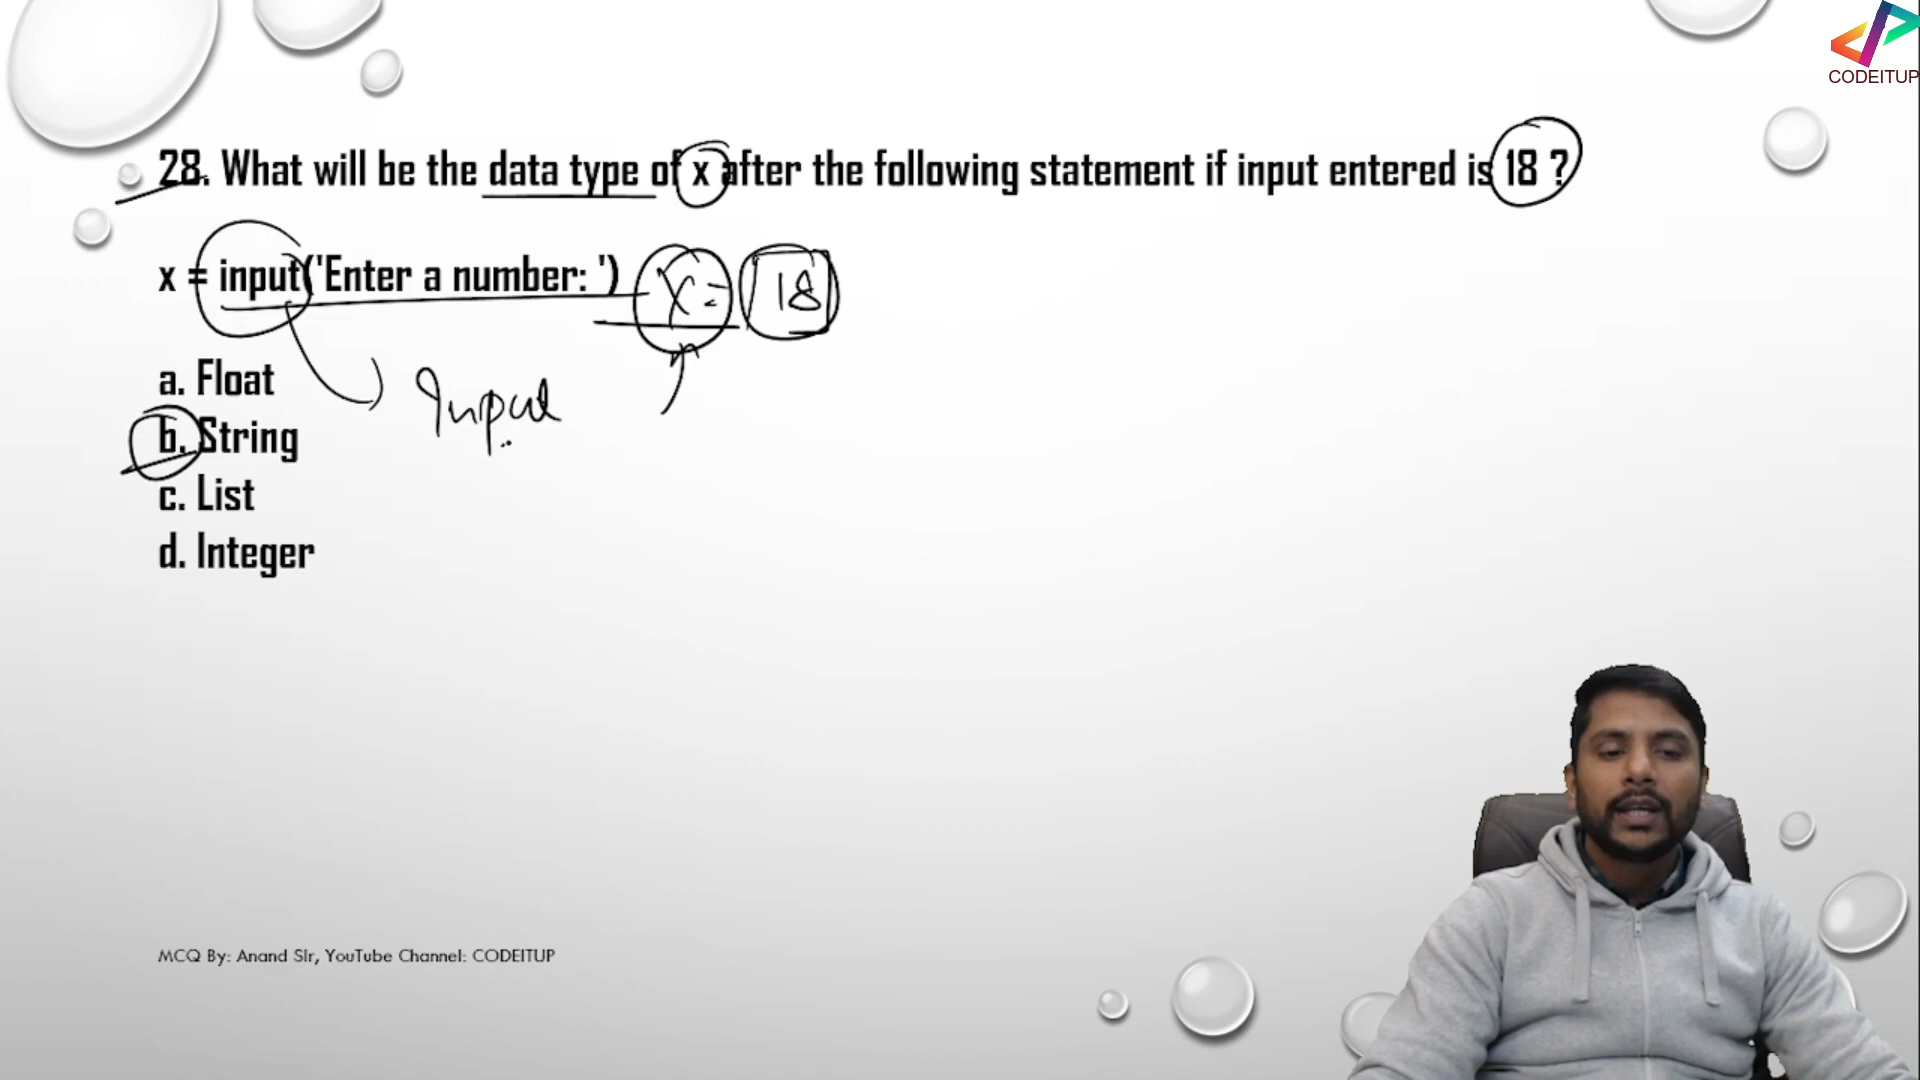 CODEITUP
28. What will be the data type of x after the following statement if input entered is 18 ?
x = input('Enter a number: ') x = 18
a. Float
Input
b. String
c. List
d. Integer
MCQ By: Anand SIr, YouTube Channel: CODEITUP